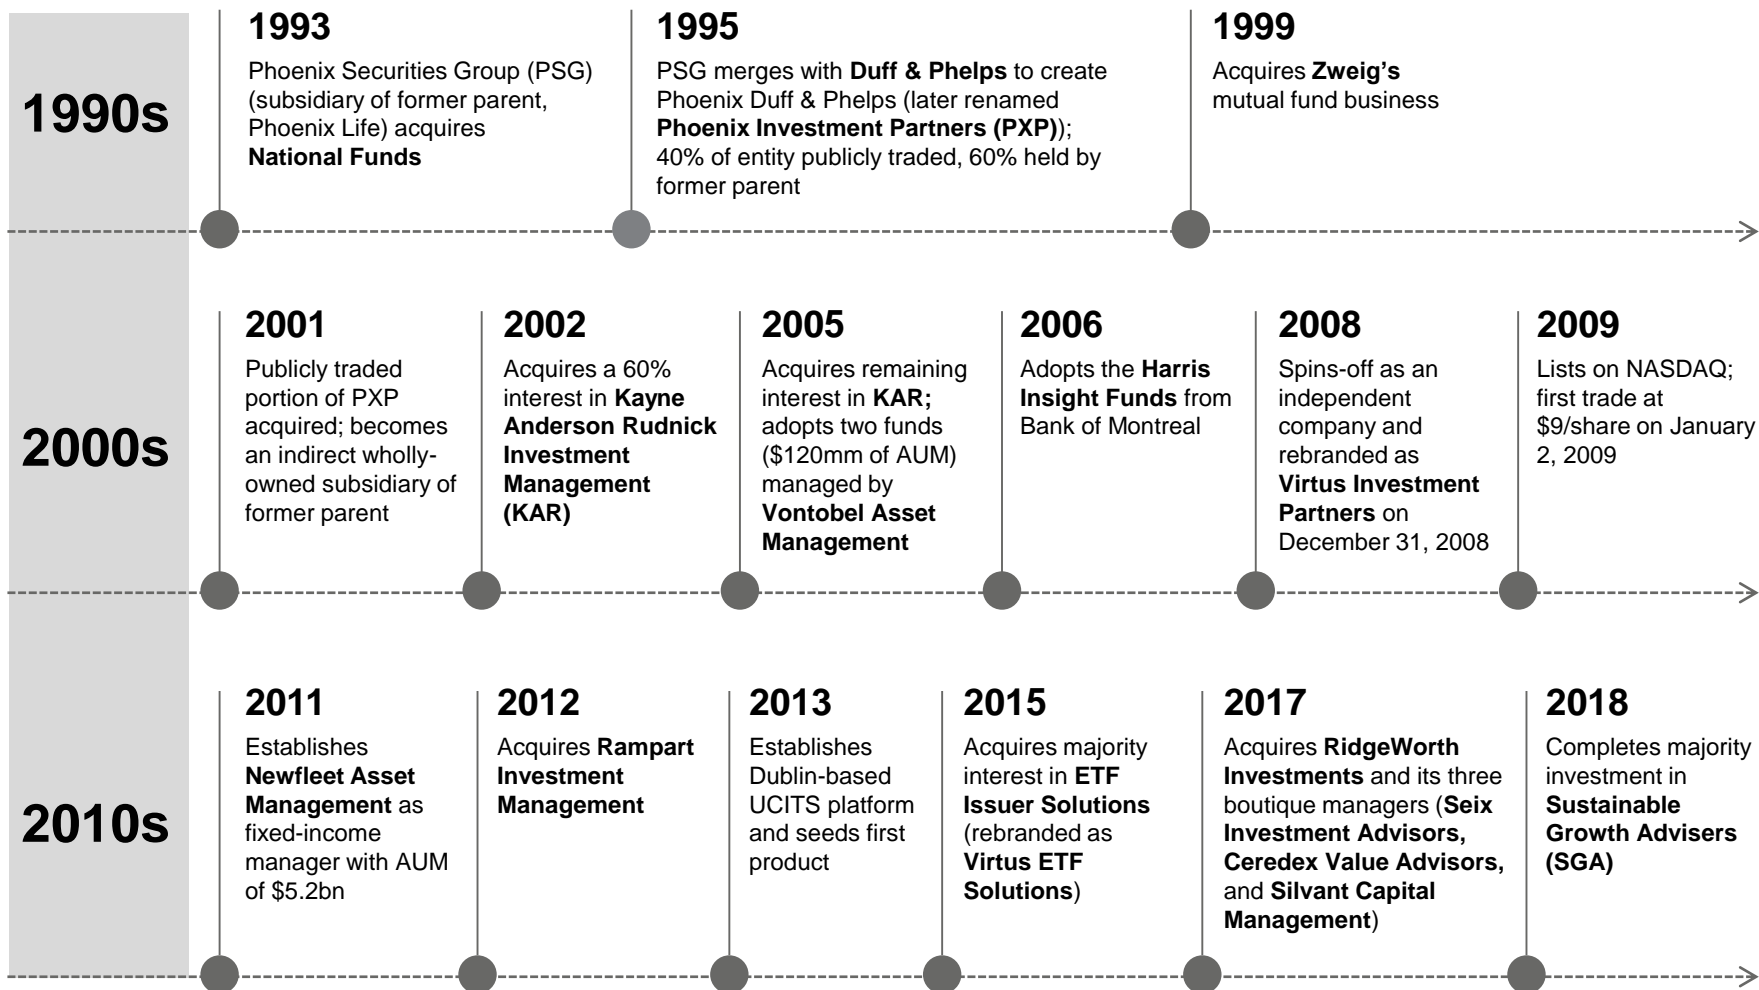 1990s
1993
Phoenix Securities Group (PSG)
(subsidiary of former parent,
Phoenix Life) acquires
National Funds
1995
PSG merges with Duff & Phelps to create
Phoenix Duff & Phelps (later renamed
Phoenix Investment Partners (PXP));
40% of entity publicly traded, 60% held by
former parent
1999
Acquires Zweig’s
mutual fund business
2000s
2001
Publicly traded
portion of PXP
acquired; becomes
an indirect wholly-
owned subsidiary of
former parent
2002
Acquires a 60%
interest in Kayne
Anderson Rudnick
Investment
Management
(KAR)
2005
Acquires remaining
interest in KAR;
adopts two funds
($120mm of AUM)
managed by
Vontobel Asset
Management
2006
Adopts the Harris
Insight Funds from
Bank of Montreal
2008
Spins-off as an
independent
company and
rebranded as
Virtus Investment
Partners on
December 31, 2008
2009
Lists on NASDAQ;
first trade at
$9/share on January
2, 2009
2010s
2011
Establishes
Newfleet Asset
Management as
fixed-income
manager with AUM
of $5.2bn
2012
Acquires Rampart
Investment
Management
2013
Establishes
Dublin-based
UCITS platform
and seeds first
product
2015
Acquires majority
interest in ETF
Issuer Solutions
(rebranded as
Virtus ETF
Solutions)
2017
Acquires RidgeWorth
Investments and its three
boutique managers (Seix
Investment Advisors,
Ceredex Value Advisors,
and Silvant Capital
Management)
2018
Completes majority
investment in
Sustainable
Growth Advisers
(SGA)